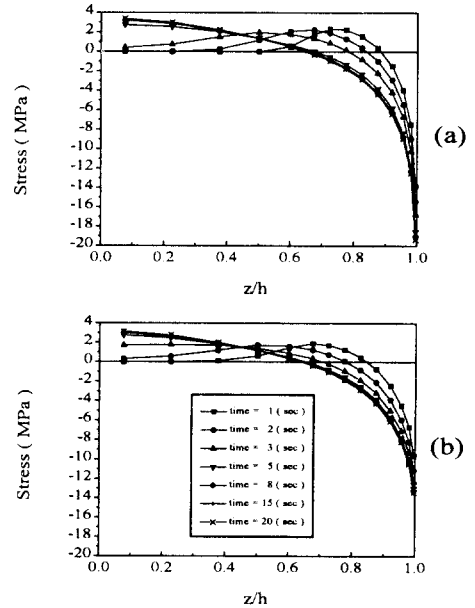 4
2
0
-2
-4
-6
-8
-10
-12
-14
-16
-18
-20
Stress ( MPa )
0.0 0.2 0.4 0.6 0.8 1.0
z/h
(a)
4
2
0
-2
-4
-6
-8
-10
-12
-14
-16
-18
-20
Stress ( MPa )
time = 1 ( sec )
time = 2 ( sec )
time = 3 ( sec )
time = 5 ( sec )
time = 8 ( sec )
time = 15 ( sec )
time = 20 ( sec )
0.0 0.2 0.4 0.6 0.8 1.0
z/h
(b)